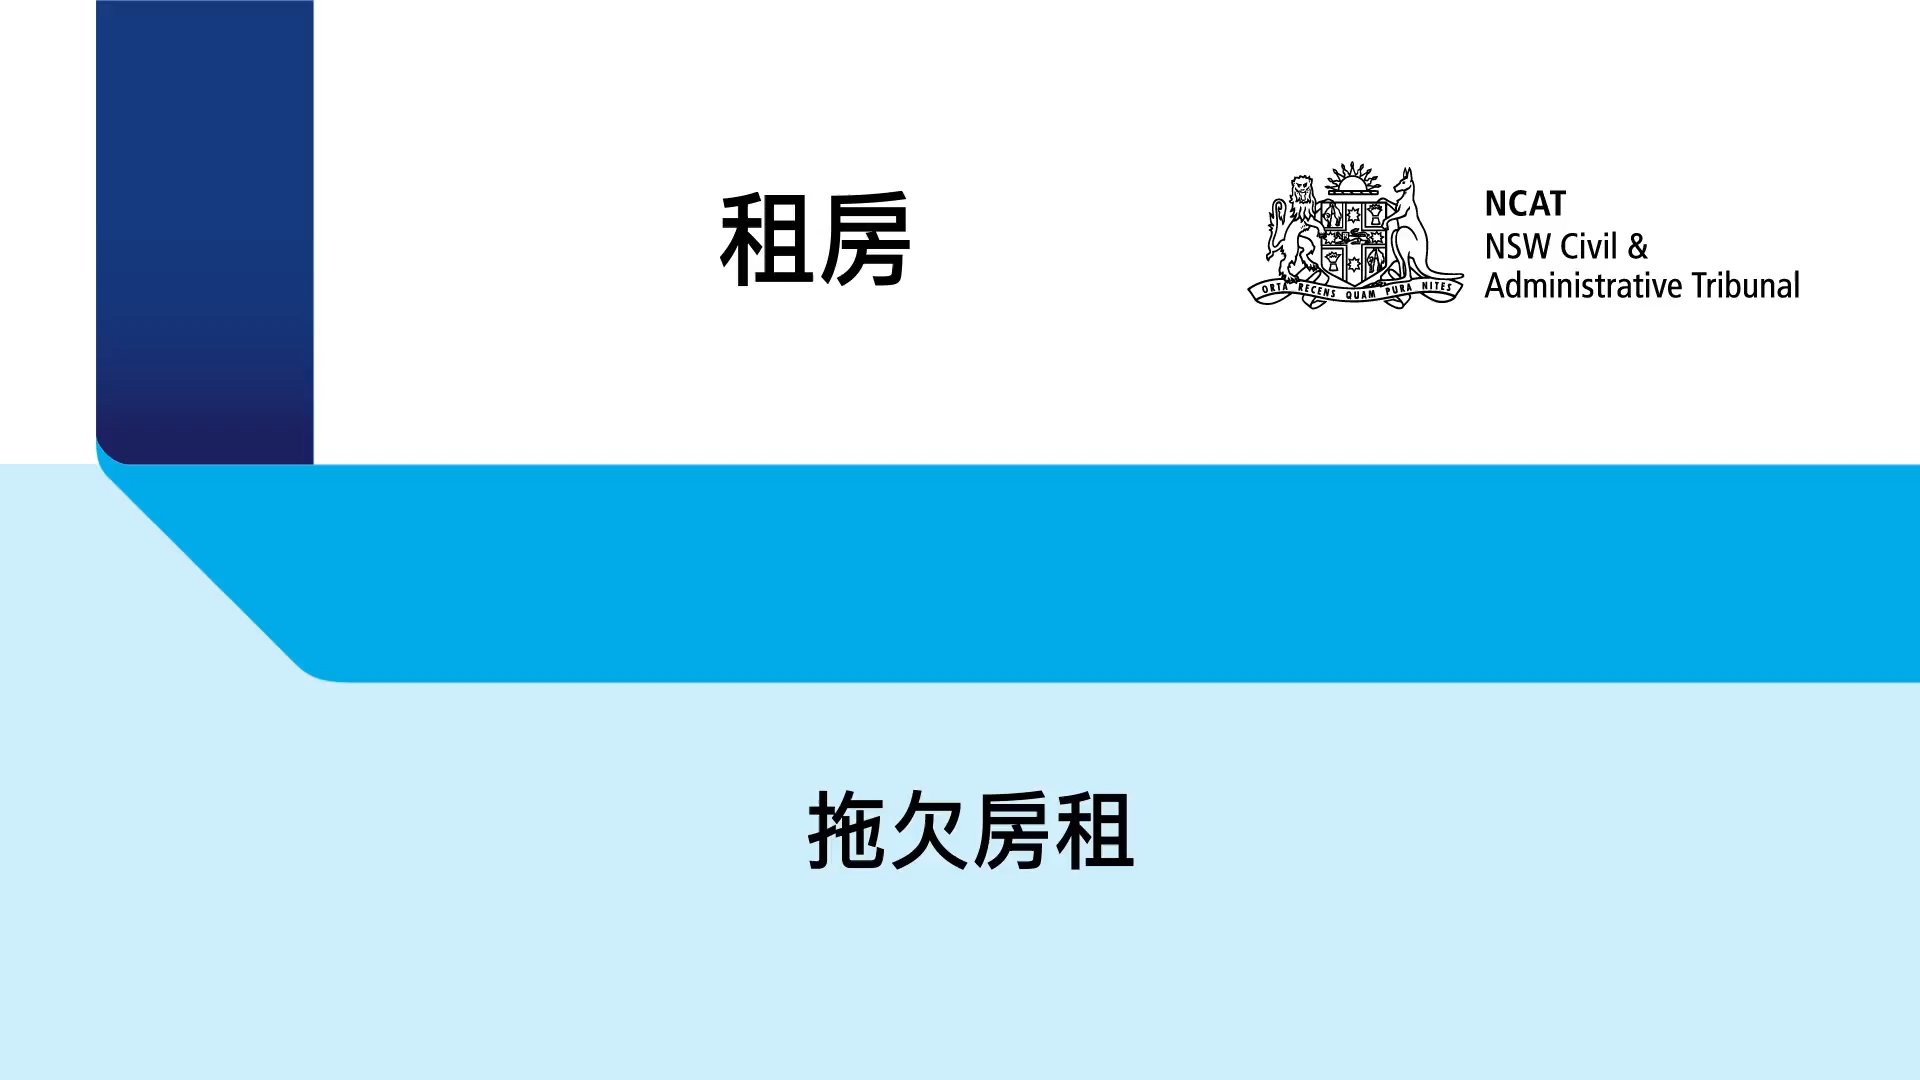 租房
NCAT
NSW Civil &
Administrative Tribunal
ORTA RECENS QUAM PURA NITES
拖欠房租